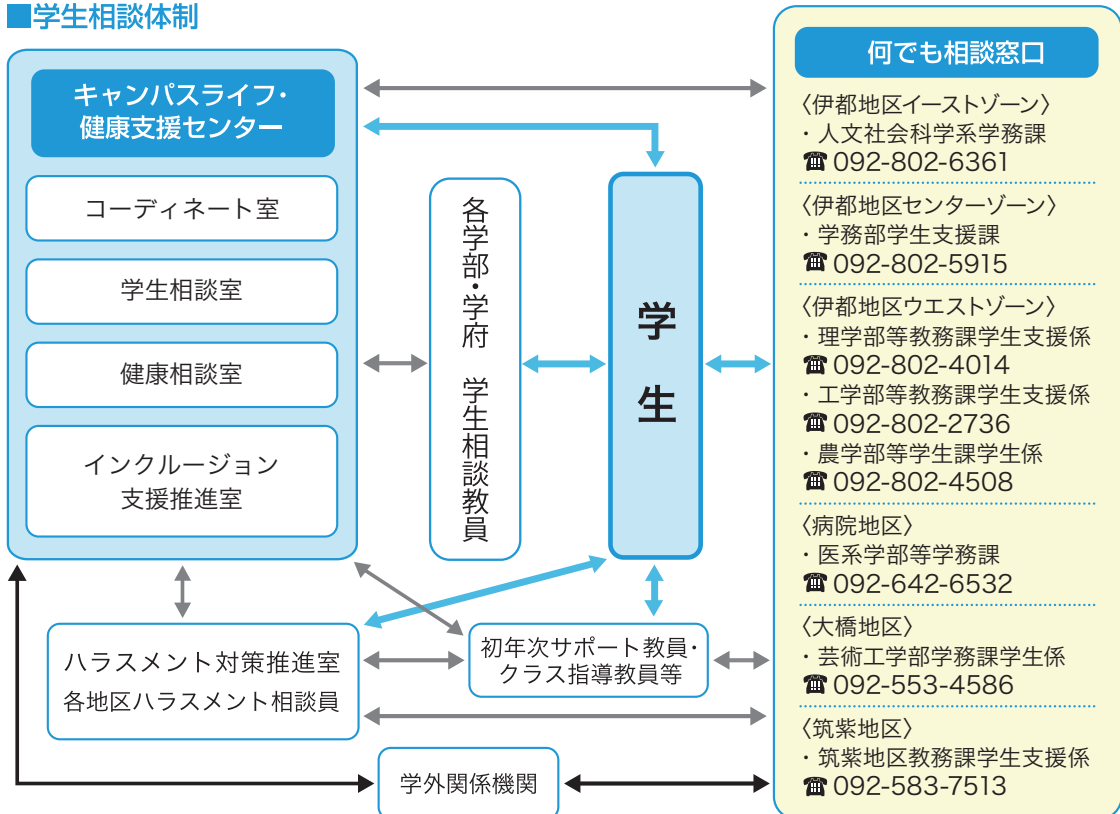 ■学生相談体制
キャンパスライフ・
健康支援センター
コーディネート室
学生相談室
健康相談室
インクルージョン
支援推進室
各学部・学府　学生相談教員
学生
ハラスメント対策推進室
各地区ハラスメント相談員
初年次サポート教員・
クラス指導教員等
学外関係機関
何でも相談窓口
〈伊都地区イーストゾーン〉
・人文社会科学系学務課
☎092-802-6361
〈伊都地区センターゾーン〉
・学務部学生支援課
☎092-802-5915
〈伊都地区ウエストゾーン〉
・理学部等教務課学生支援係
☎092-802-4014
・工学部等教務課学生支援係
☎092-802-2736
・農学部等学生課学生係
☎092-802-4508
〈病院地区〉
・医系学部等学務課
☎092-642-6532
〈大橋地区〉
・芸術工学部学務課学生係
☎092-553-4586
〈筑紫地区〉
・筑紫地区教務課学生支援係
☎092-583-7513